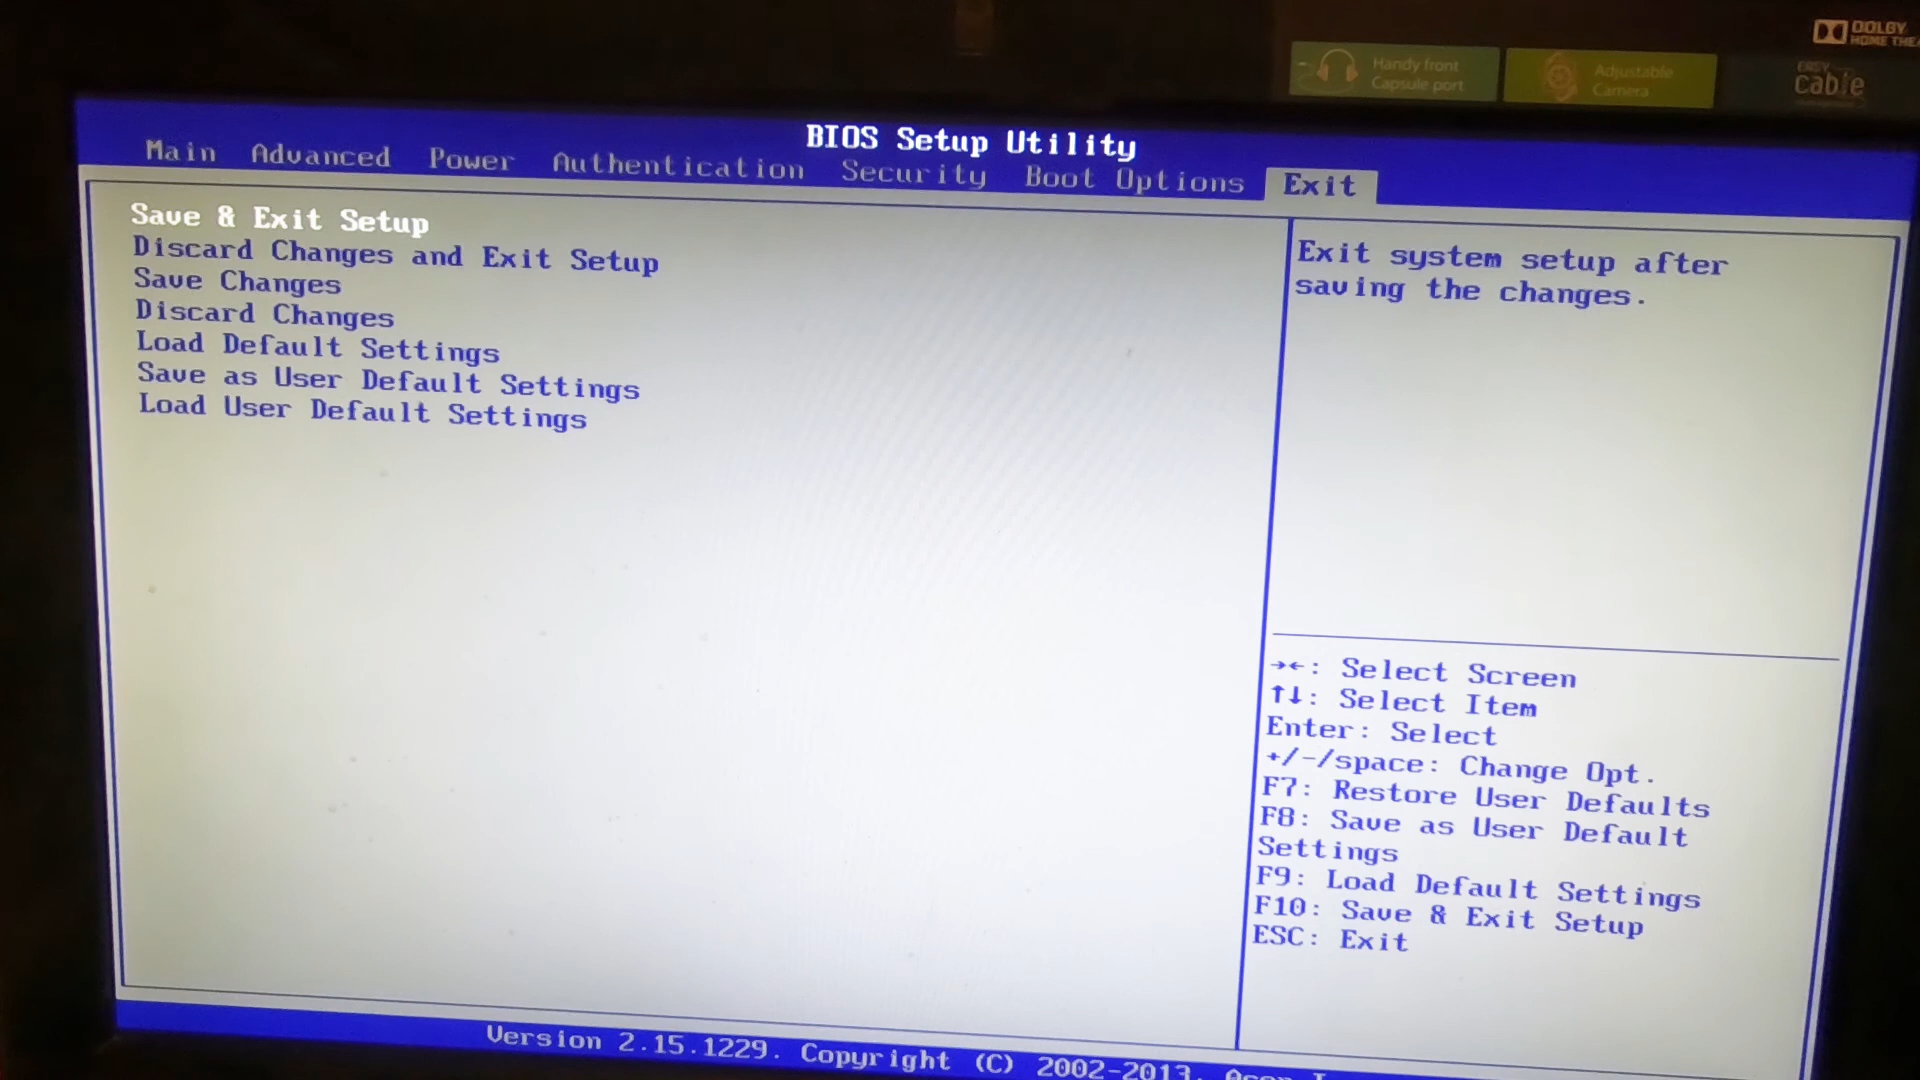 DOLBY
HOME THEA
Handy front
Capsule port
Adjustable
Camera
EASY
cable
BIOS Setup Utility
Main Advanced Power Authentication Security Boot Options Exit
Save & Exit Setup
Discard Changes and Exit Setup
Save Changes
Discard Changes
Load Default Settings
Save as User Default Settings
Load User Default Settings
Exit system setup after
saving the changes.
→←: Select Screen
↑↓: Select Item
Enter: Select
+/-/space: Change Opt.
F7: Restore User Defaults
F8: Save as User Default
Settings
F9: Load Default Settings
F10: Save & Exit Setup
ESC: Exit
Version 2.15.1229. Copyright (C) 2002-2013,